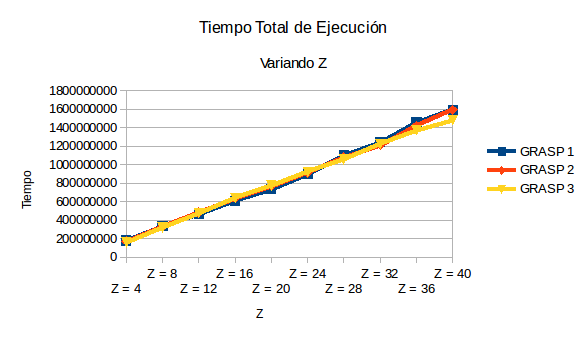 Tiempo Total de Ejecución
Variando Z
Tiempo
1800000000
1600000000
1400000000
1200000000
1000000000
800000000
600000000
400000000
200000000
0
Z = 4
Z = 8
Z = 12
Z = 16
Z = 20
Z = 24
Z = 28
Z = 32
Z = 36
Z = 40
Z
GRASP 1
GRASP 2
GRASP 3